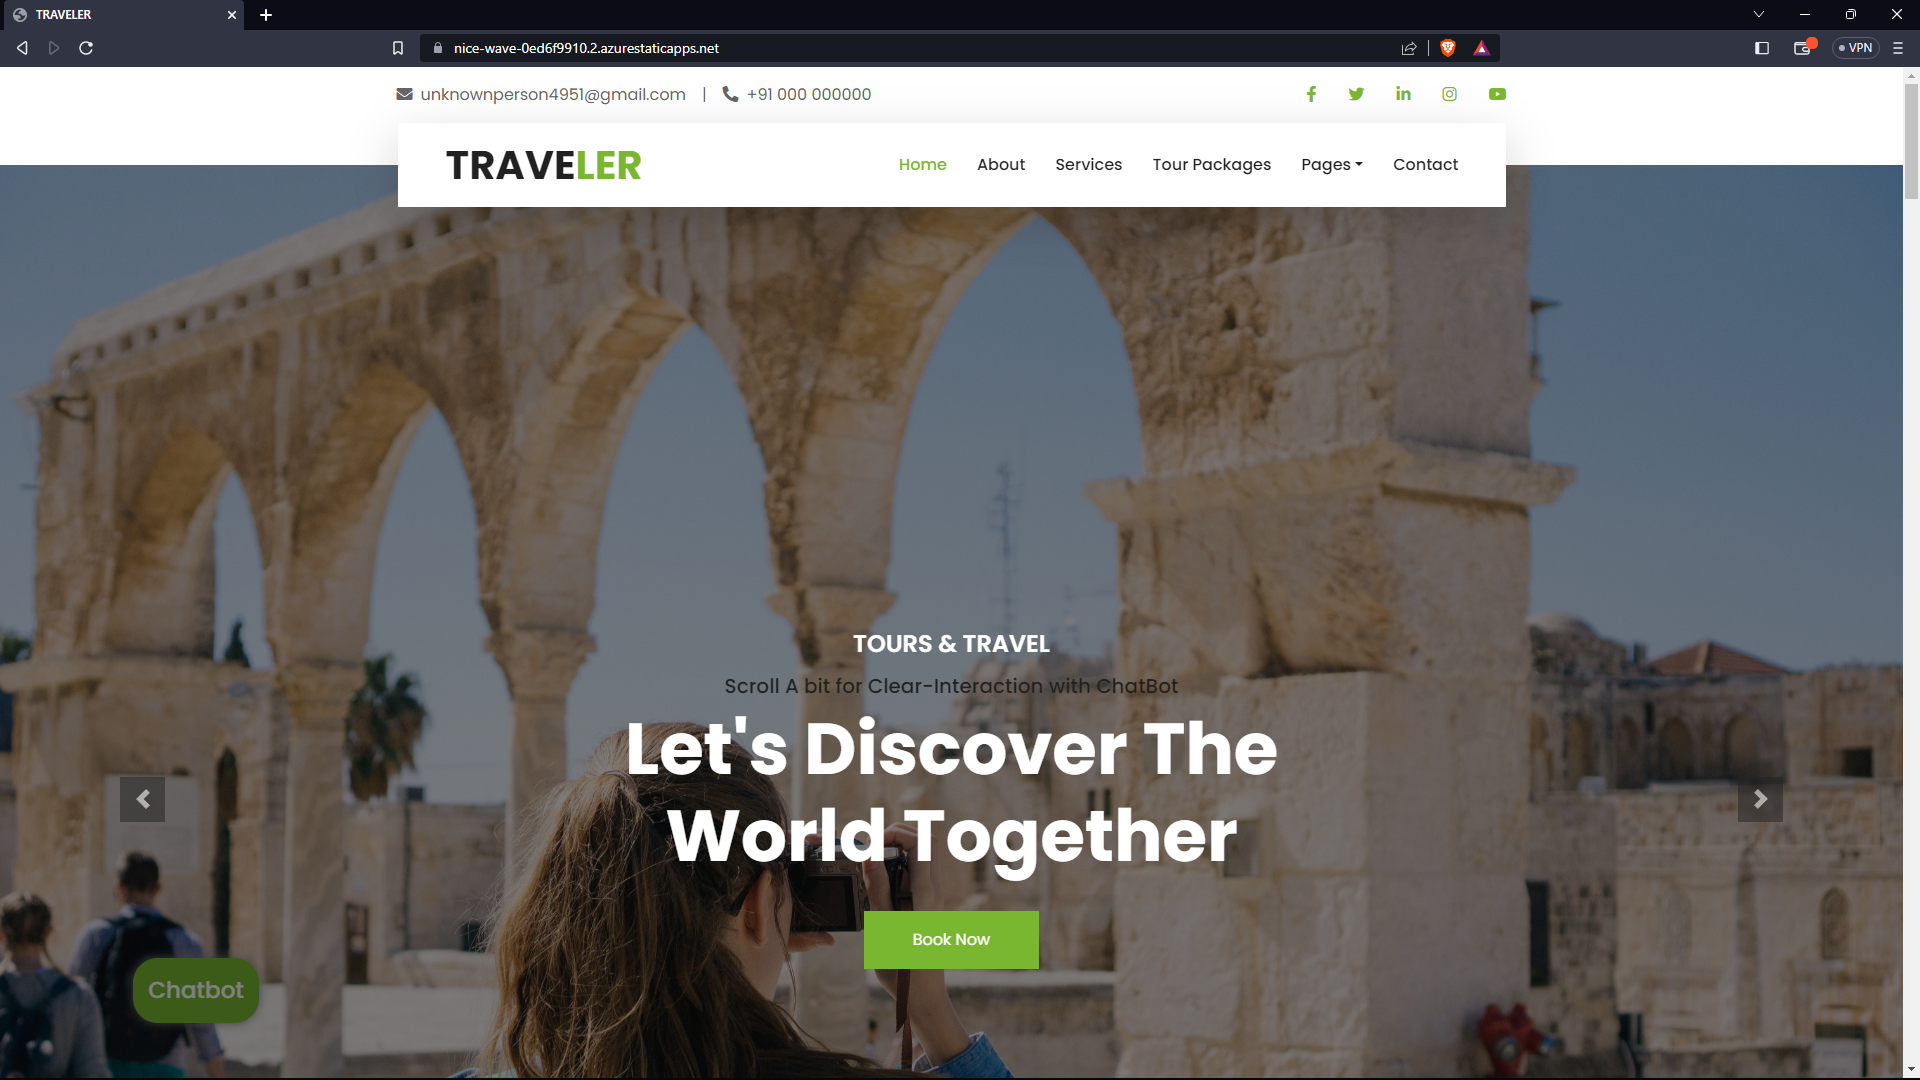 TRAVELER
nice-wave-0ed6f9910.2.azurestaticapps.net
VPN
unknownperson4951@gmail.com | +91 000 000000
TRAVELER
Home About Services Tour Packages Pages Contact
TOURS & TRAVEL
Scroll A bit for Clear-Interaction with ChatBot
Let's Discover The
World Together
Book Now
Chatbot